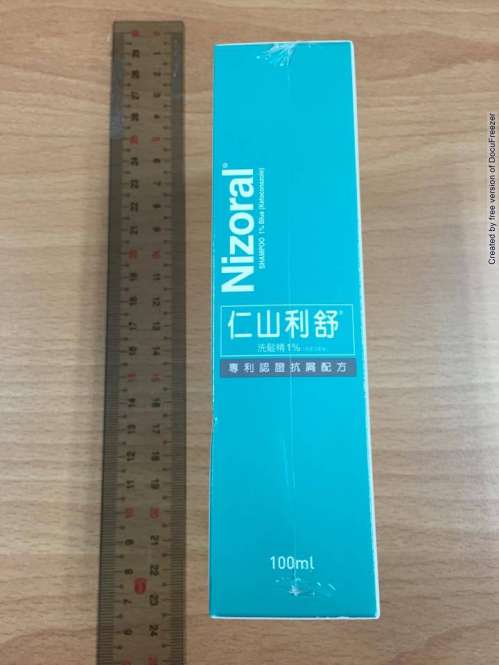 Nizoral®
SHAMPOO 1% Blue (Ketoconazole)
仁山利舒®
洗髮精1%
專利認證抗屑配方
100ml
Created by free version of DocuFreezer